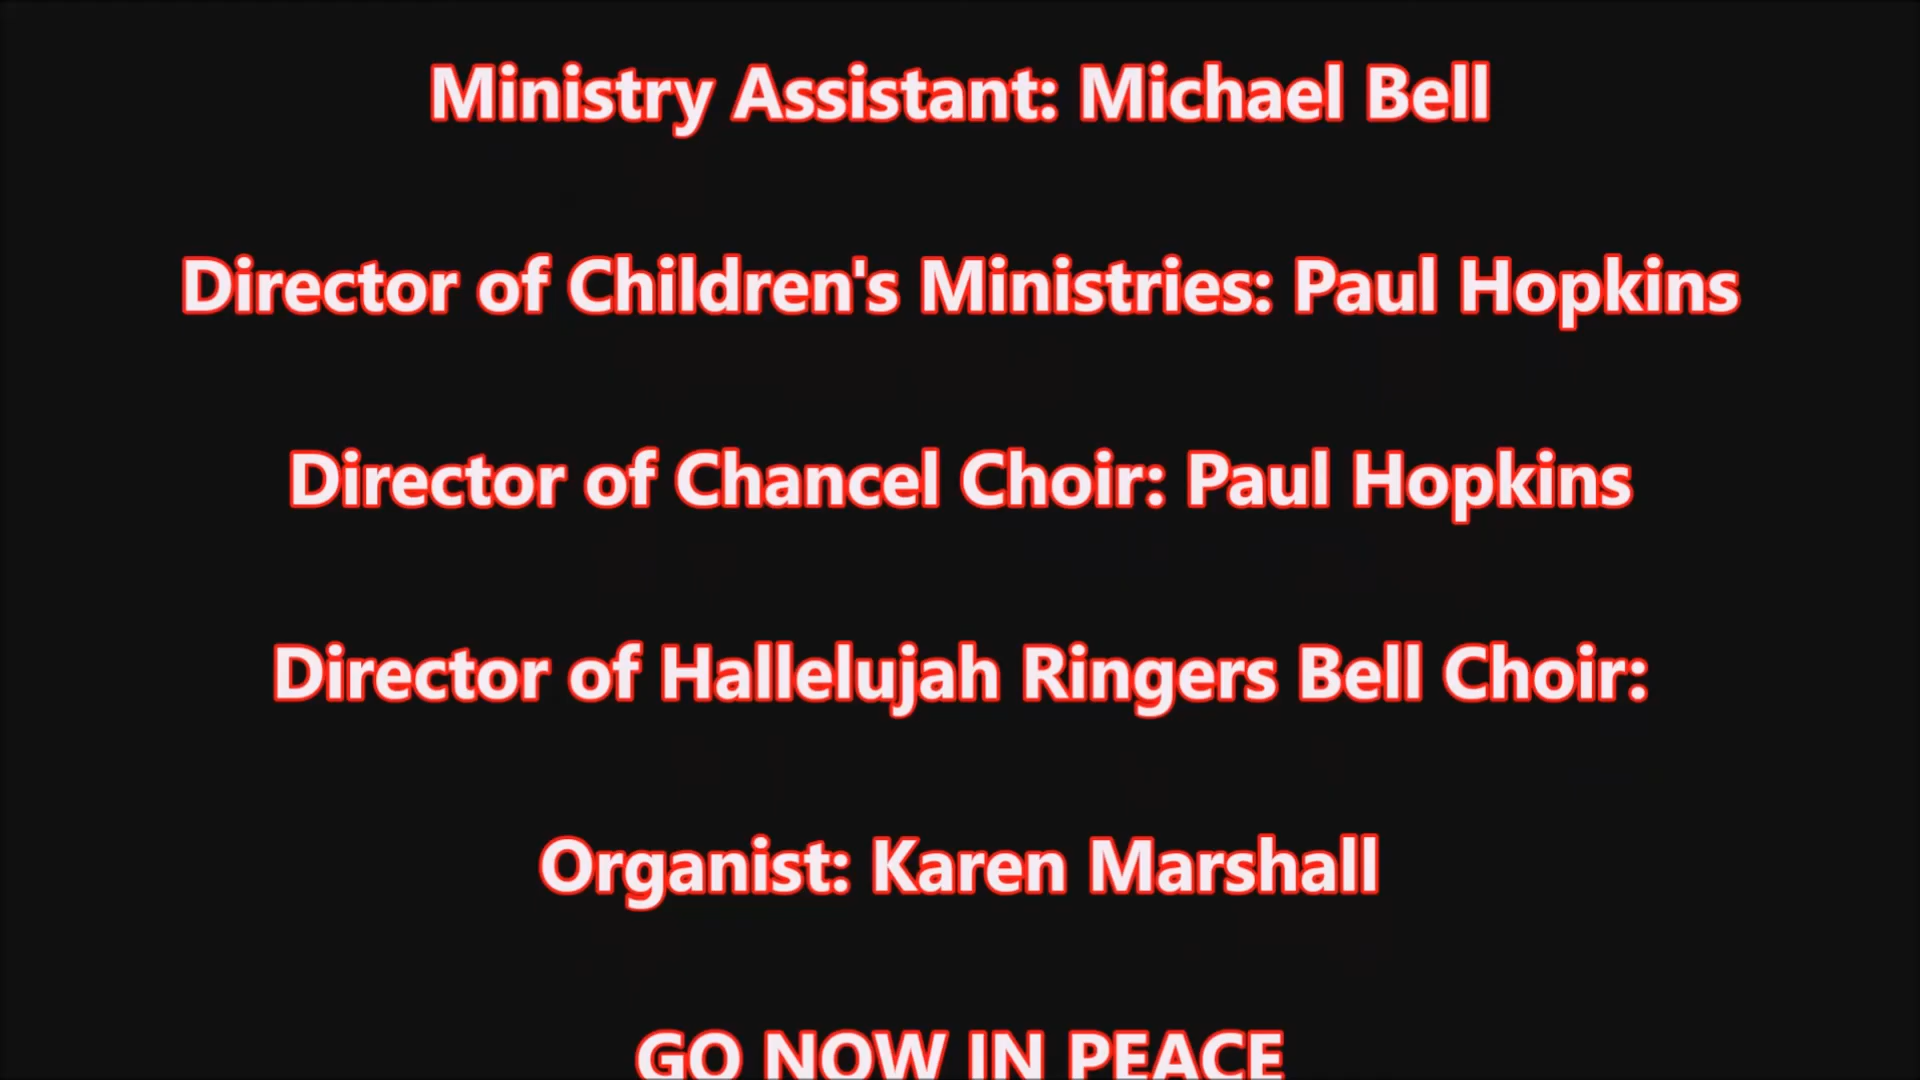 Ministry Assistant: Michael Bell
Director of Children's Ministries: Paul Hopkins
Director of Chancel Choir: Paul Hopkins
Director of Hallelujah Ringers Bell Choir:
Organist: Karen Marshall
GO NOW IN PEACE